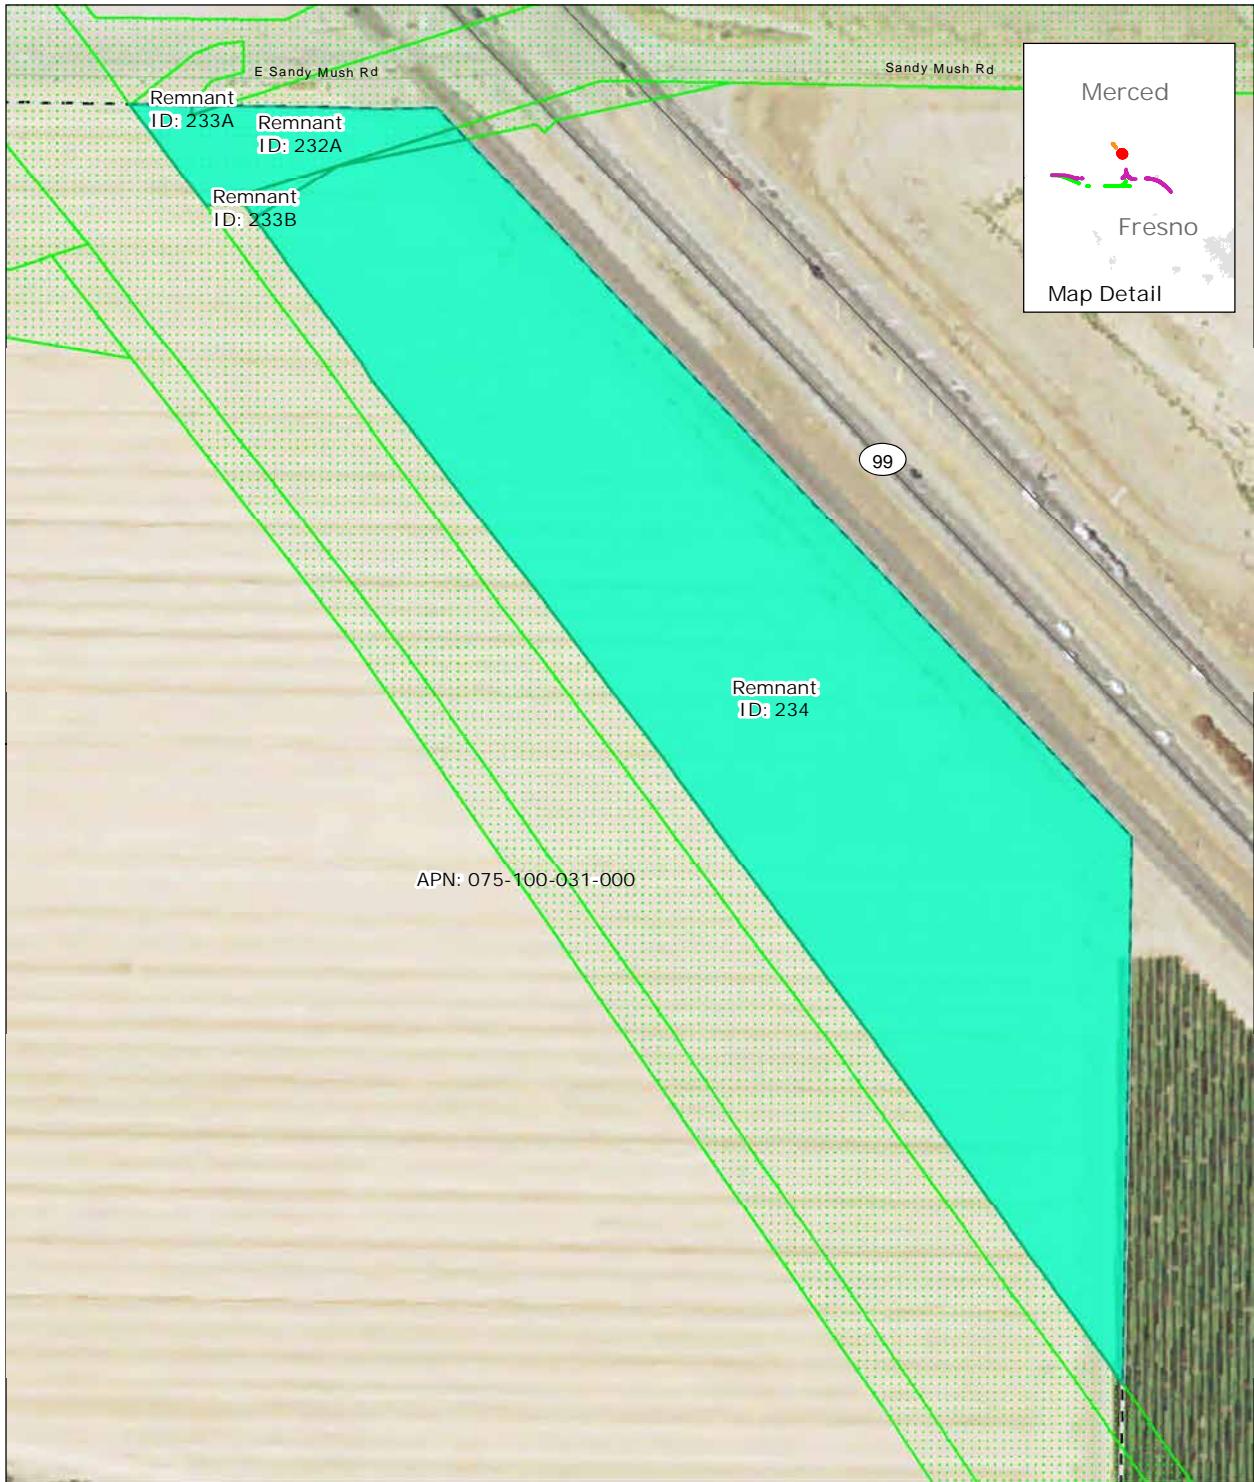 E Sandy Mush Rd
Sandy Mush Rd
Remnant
ID: 233A
Remnant
ID: 232A
Remnant
ID: 233B
Merced
Fresno
Map Detail
99
Remnant
ID: 234
APN: 075-100-031-000